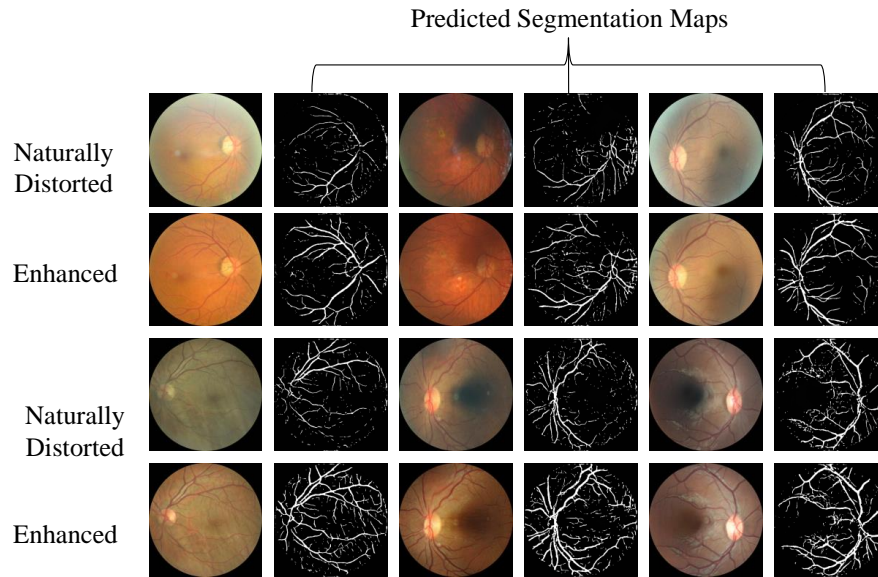 Predicted Segmentation Maps
Naturally
Distorted
Enhanced
Naturally
Distorted
Enhanced